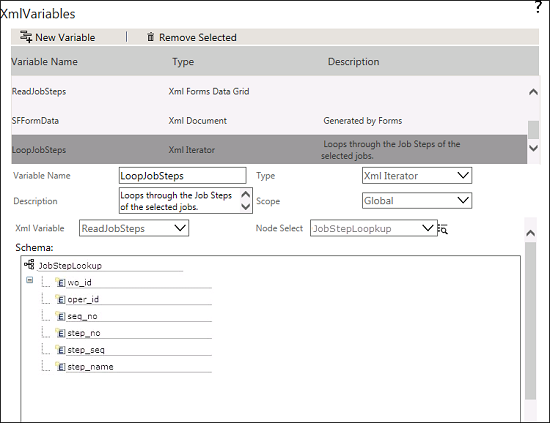 XmlVariables
?
New Variable | Remove Selected
Variable Name Type Description
ReadJobSteps Xml Forms Data Grid
SFFormData Xml Document Generated by Forms
LoopJobSteps Xml Iterator Loops through the Job Steps of the
selected jobs.
Variable Name LoopJobSteps Type Xml Iterator
Description Loops through the Job Steps
of the selected jobs.
Scope Global
Xml Variable ReadJobSteps Node Select JobStepLoopkup
Schema:
JobStepLookup
E wo_id
E oper_id
E seq_no
E step_no
E step_seq
E step_name